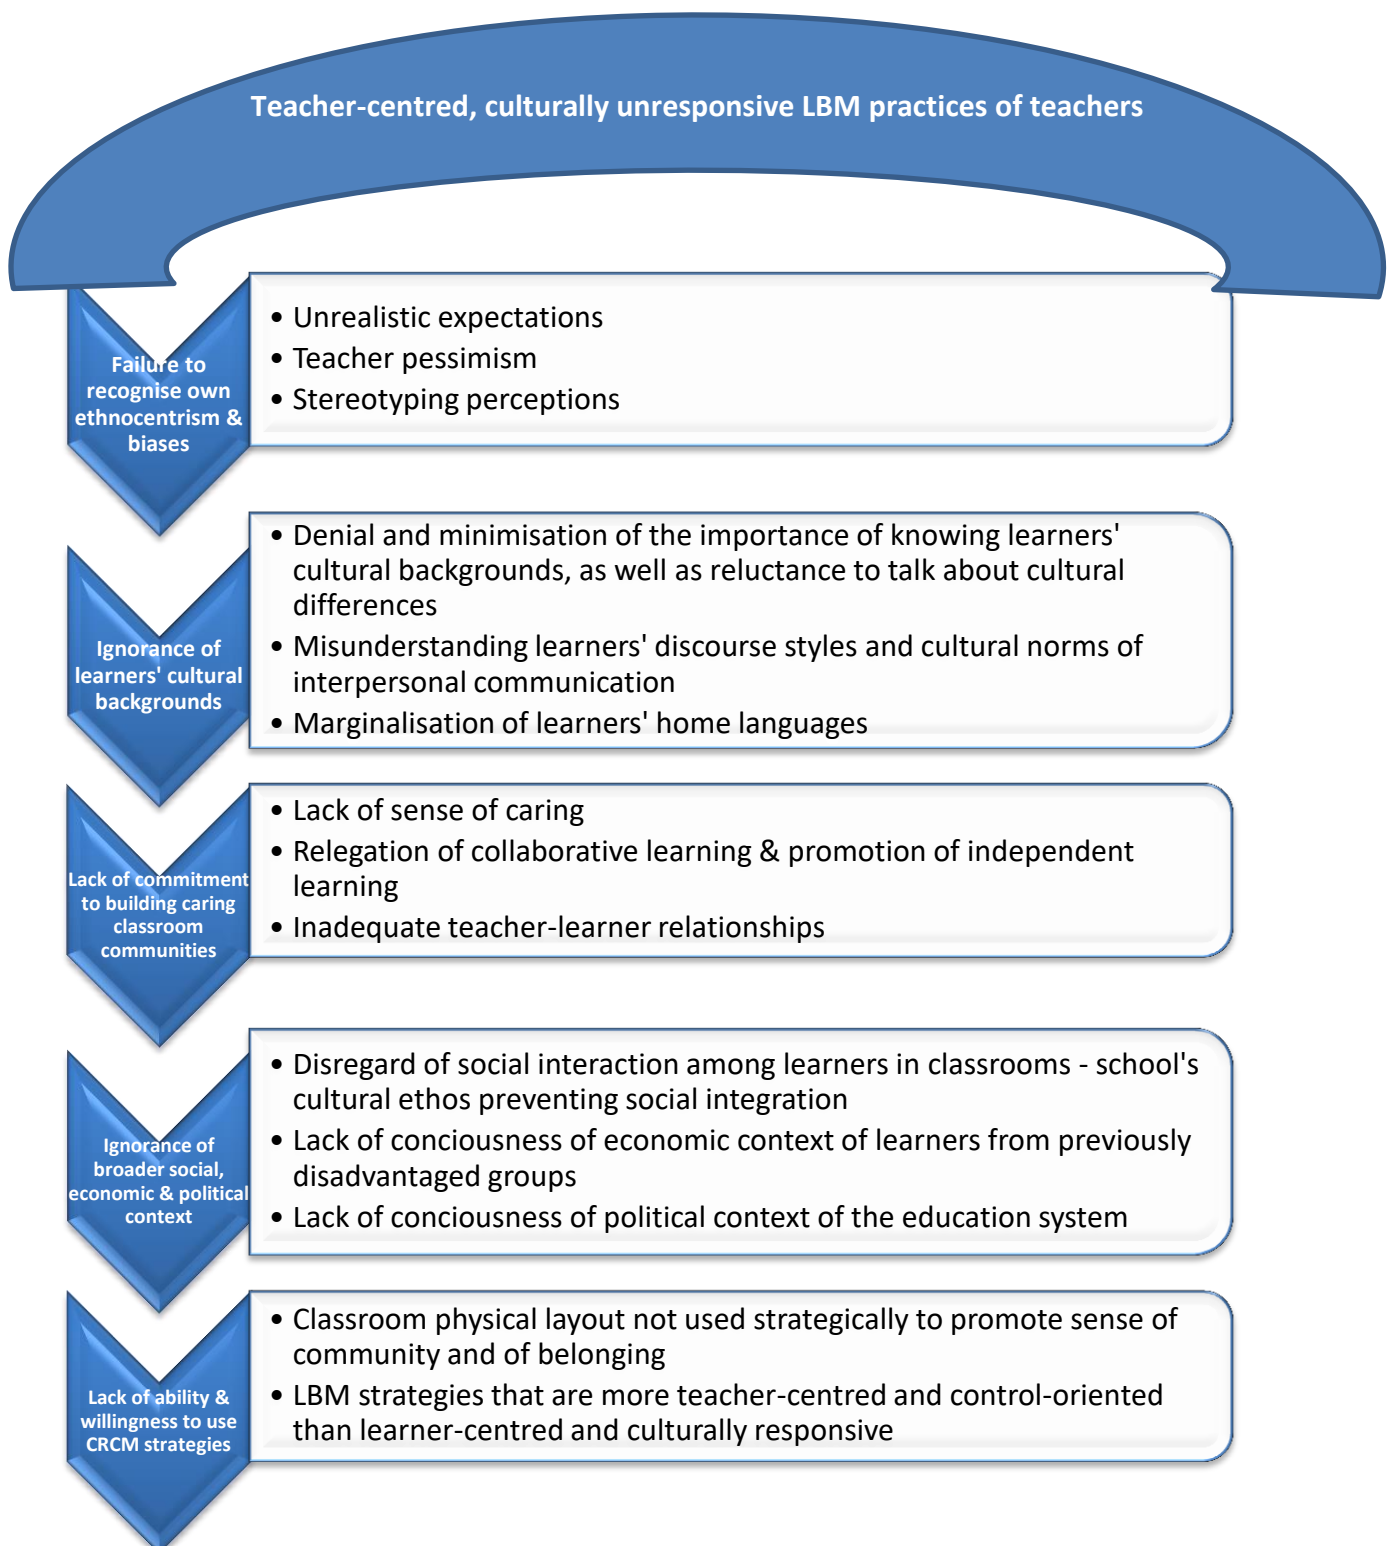 Teacher-centred, culturally unresponsive LBM practices of teachers
Failure to
recognise own
ethnocentrism &
biases
• Unrealistic expectations
• Teacher pessimism
• Stereotyping perceptions
Ignorance of
learners' cultural
backgrounds
• Denial and minimisation of the importance of knowing learners'
cultural backgrounds, as well as reluctance to talk about cultural
differences
• Misunderstanding learners' discourse styles and cultural norms of
interpersonal communication
• Marginalisation of learners' home languages
Lack of commitment
to building caring
classroom
communities
• Lack of sense of caring
• Relegation of collaborative learning & promotion of independent
learning
• Inadequate teacher-learner relationships
Ignorance of
broader social,
economic & political
context
• Disregard of social interaction among learners in classrooms - school's
cultural ethos preventing social integration
• Lack of conciousness of economic context of learners from previously
disadvantaged groups
• Lack of conciousness of political context of the education system
Lack of ability &
willingness to use
CRCM strategies
• Classroom physical layout not used strategically to promote sense of
community and of belonging
• LBM strategies that are more teacher-centred and control-oriented
than learner-centred and culturally responsive